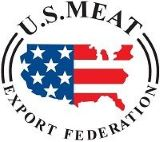 U.S. MEAT
EXPORT FEDERATION